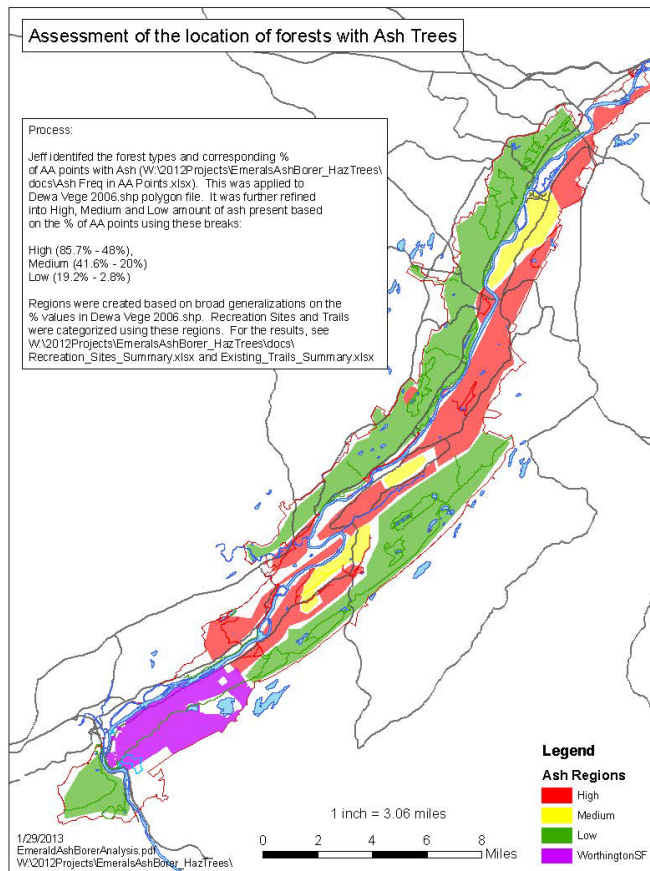 Assessment of the location of forests with Ash Trees
Process:
Jeff identifed the forest types and corresponding %
of AA points with Ash (W:\2012Projects\EmeralsAshBorer_HazTrees\
docs\Ash Freq in AA Points.xlsx). This was applied to
Dewa Vege 2006.shp polygon file. It was further refined
into High, Medium and Low amount of ash present based
on the % of AA points using these breaks:
High (85.7% - 48%),
Medium (41.6% - 20%)
Low (19.2% - 2.8%)
Regions were created based on broad generalizations on the
% values in Dewa Vege 2006.shp. Recreation Sites and Trails
were categorized using these regions. For the results, see
W:\2012Projects\EmeralsAshBorer_HazTrees\docs\
Recreation_Sites_Summary.xlsx and Existing_Trails_Summary.xlsx
Legend
Ash Regions
High
Medium
Low
WorthingtonSF
1 inch = 3.06 miles
0 2 4 6 8
Miles
1/29/2013
EmeraldAshBorerAnalysis.pdf
W:\2012Projects\EmeralsAshBorer_HazTrees\